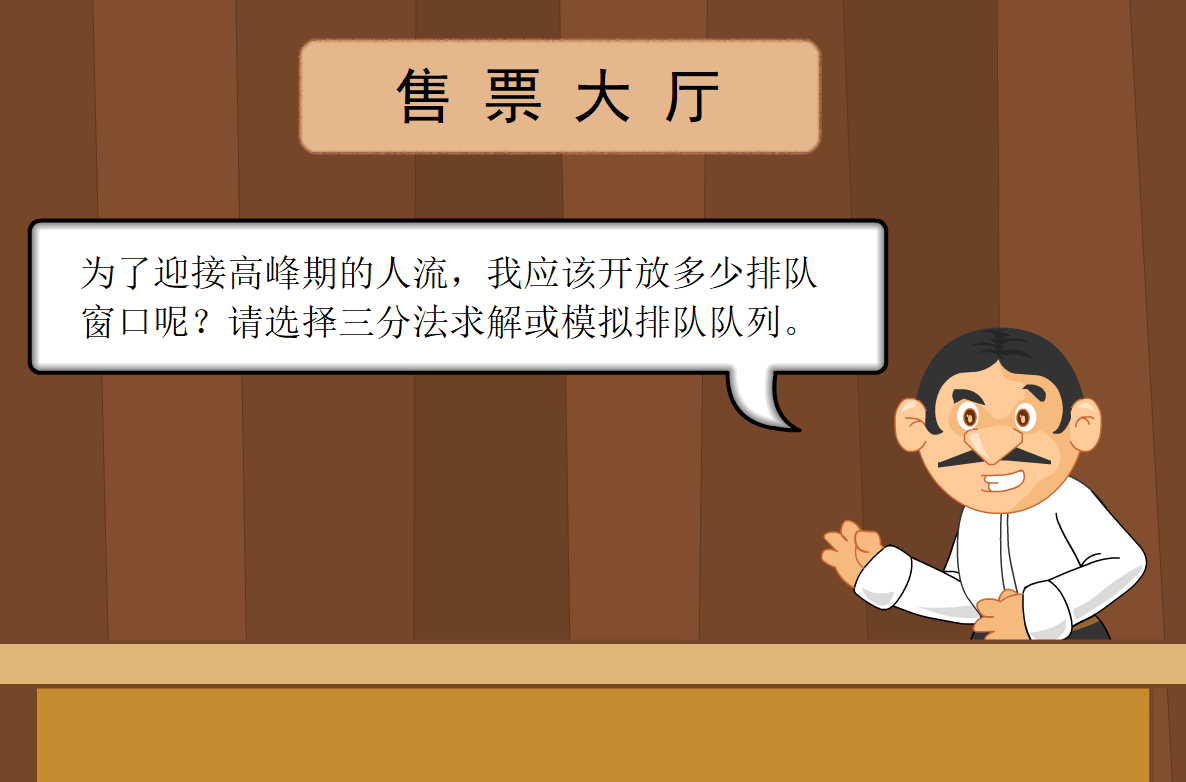 售票大厅
为了迎接高峰期的人流，我应该开放多少排队
窗口呢？请选择三分法求解或模拟排队队列。